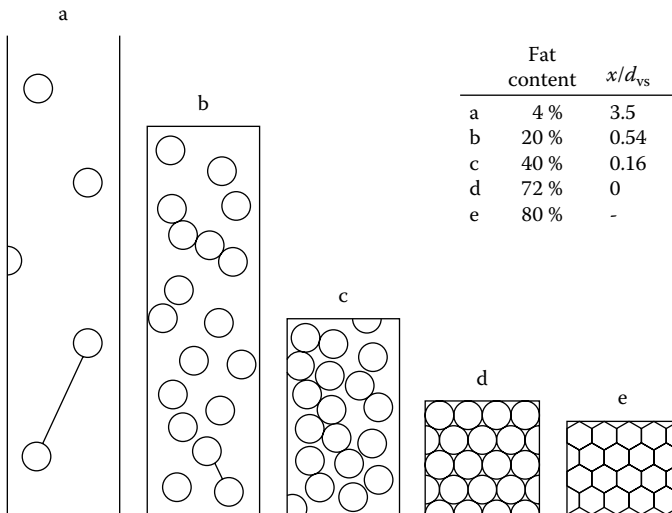 a
b
c
d
e
Fat
content x/dvs
a 4 % 3.5
b 20 % 0.54
c 40 % 0.16
d 72 % 0
e 80 % -